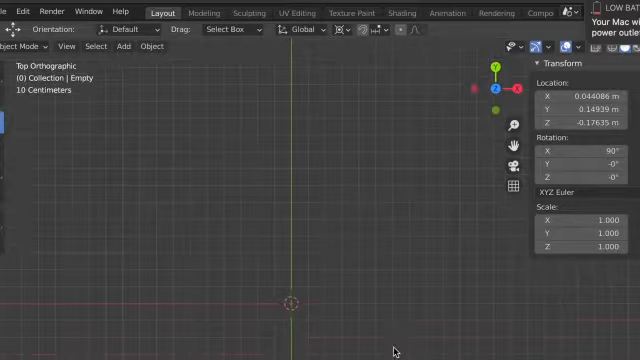 Edit Render Window Help Layout Modeling Sculpting UV Editing Texture Paint Shading Animation Rendering Compo
LOW BAT
Your Mac wi
power outle
Orientation: Default Drag: Select Box Global
bject Mode View Select Add Object
Top Orthographic
(0) Collection | Empty
10 Centimeters
Y
Z X
Transform
Location:
X 0.044086 m
Y 0.14939 m
Z -0.17635 m
Rotation:
X 90°
Y -0°
Z -0°
XYZ Euler
Scale:
X 1.000
Y 1.000
Z 1.000